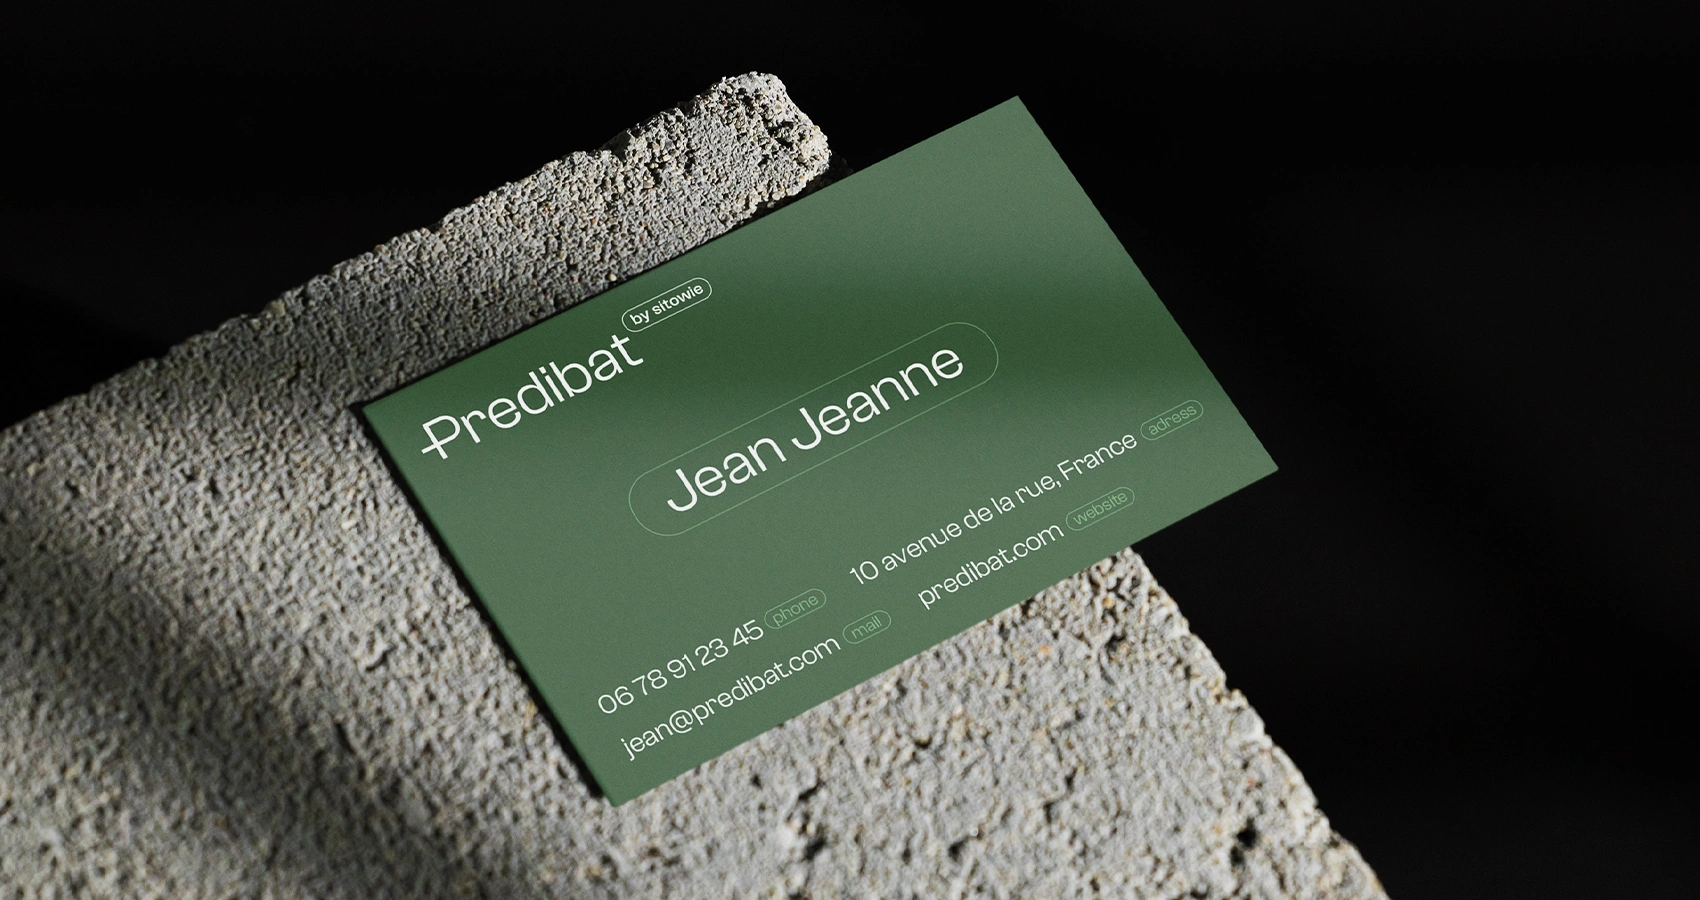 Predibat by sitowie
Jean Jeanne
06 78 91 23 45 phone
jean@predibat.com mail
10 avenue de la rue, France adress
predibat.com website